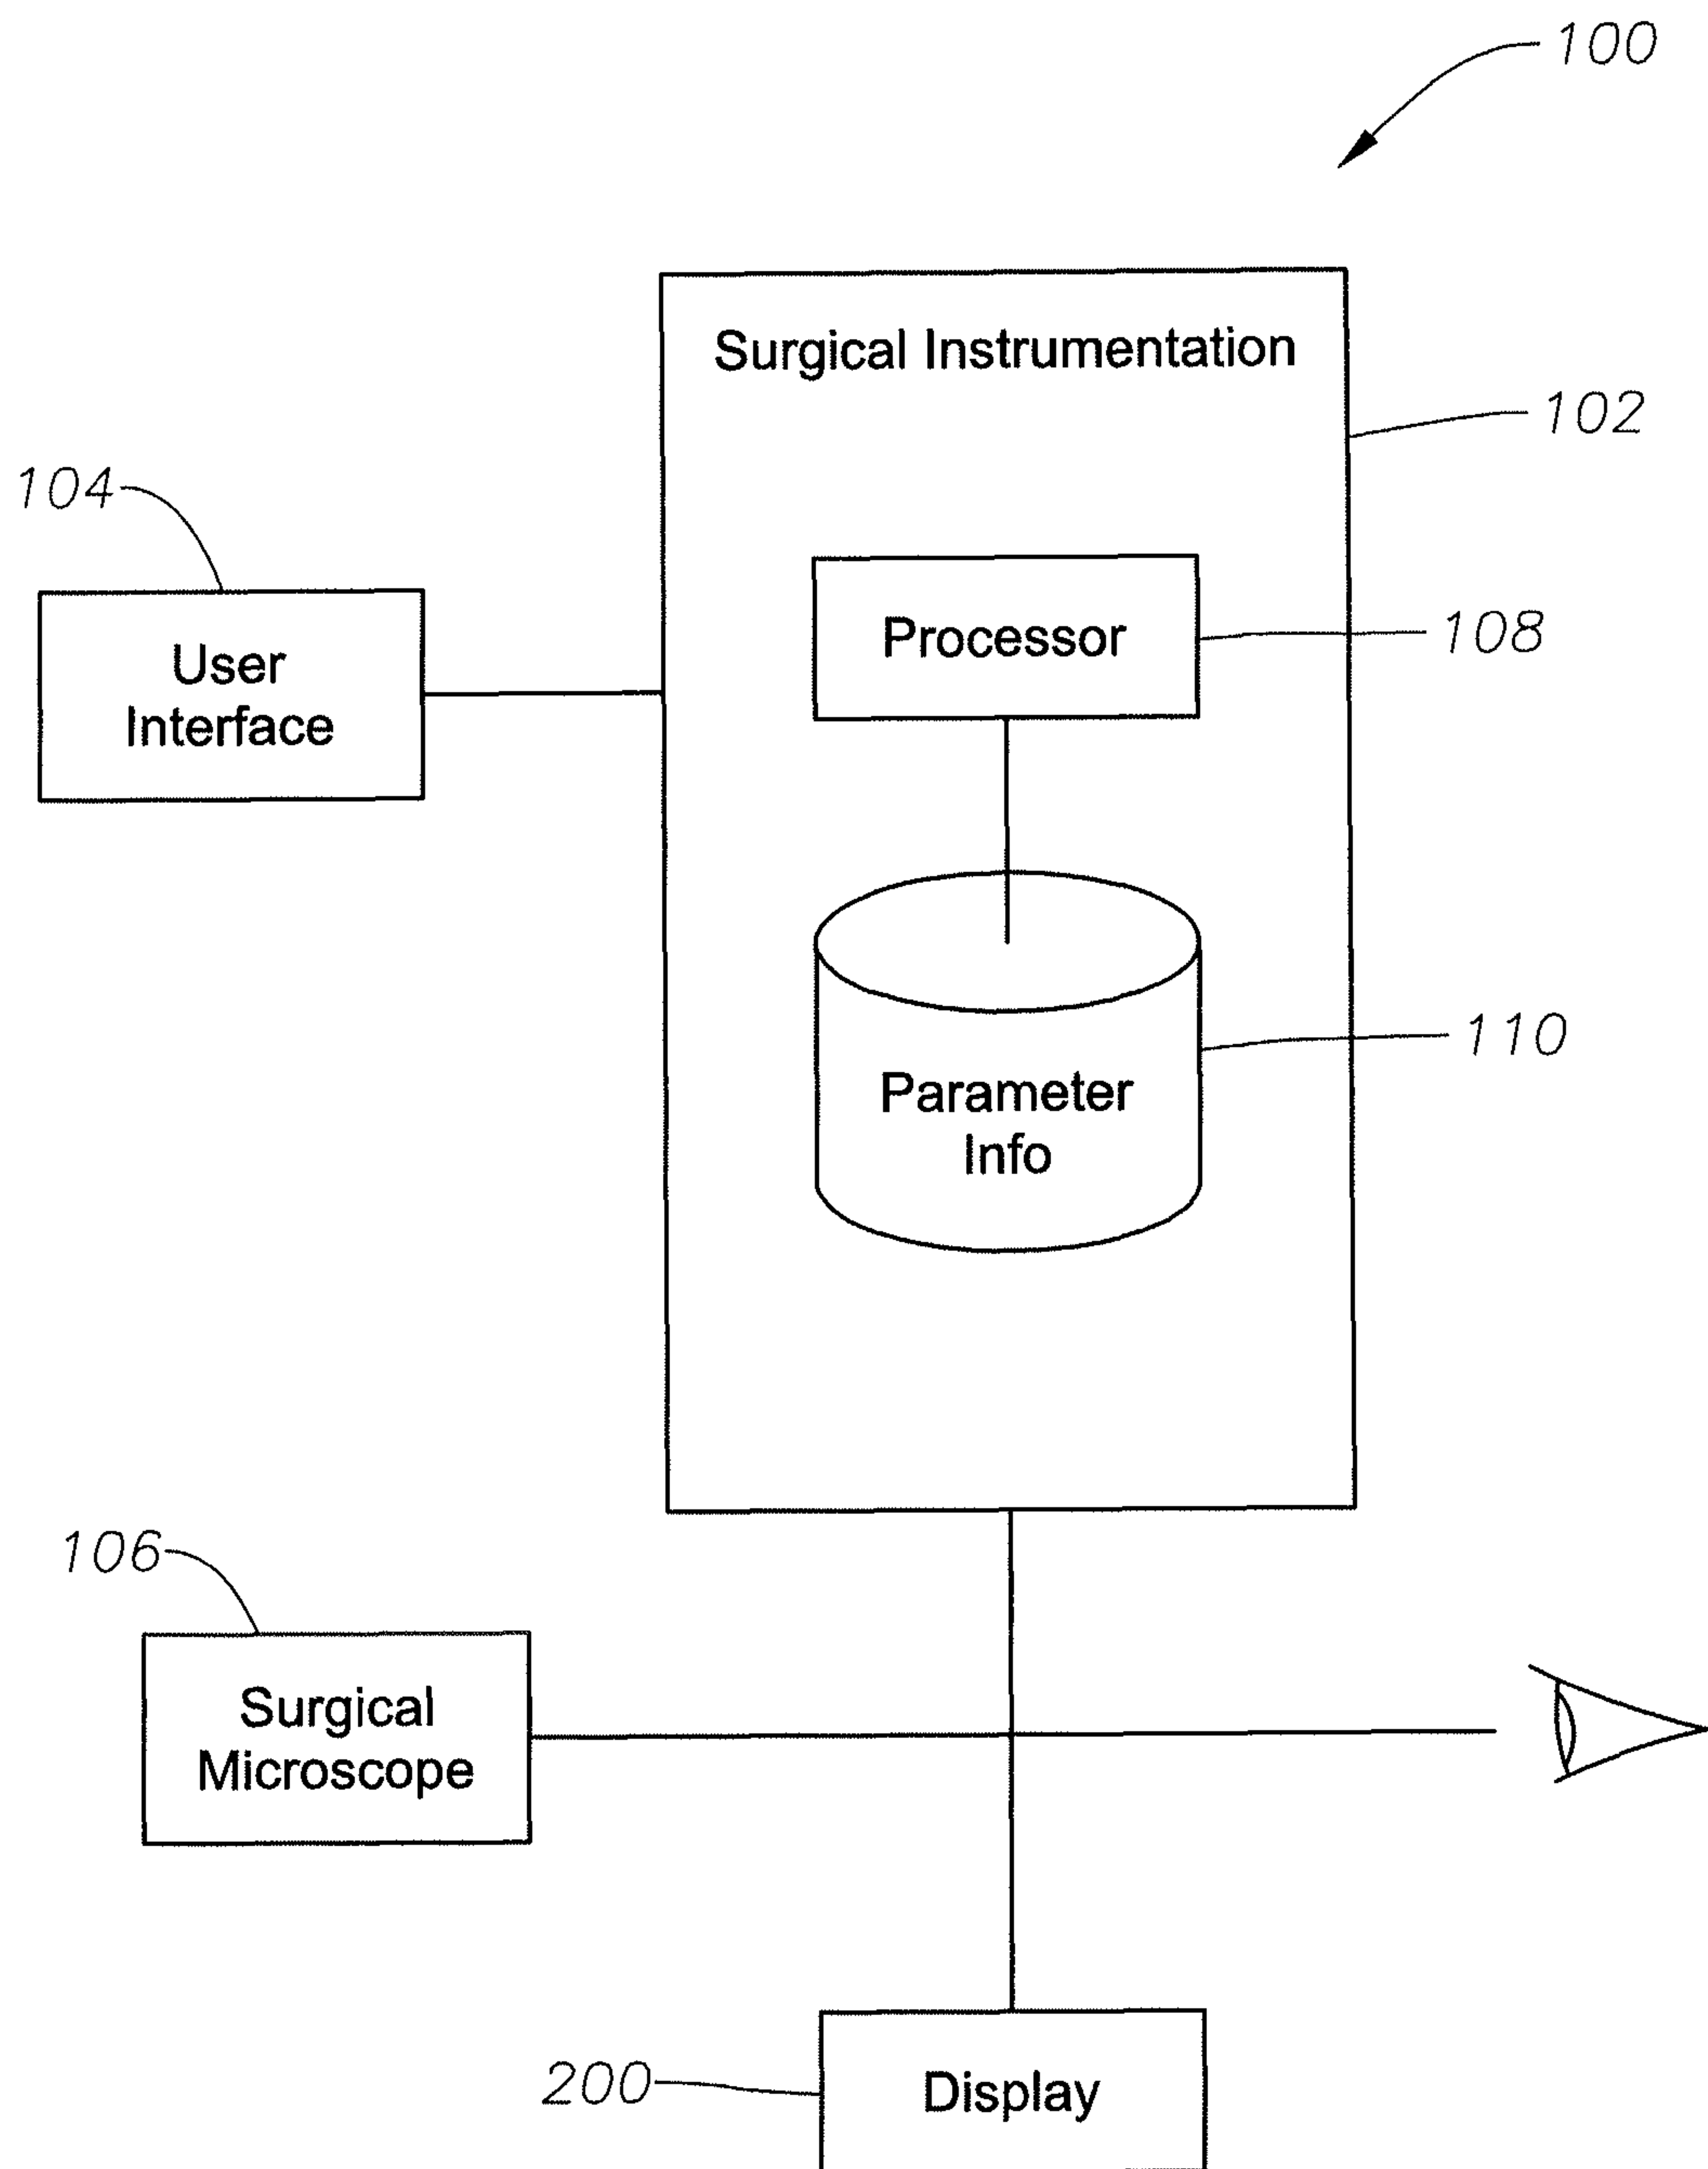 100
Surgical Instrumentation
102
104
User
Interface
Processor
108
110
Parameter
Info
106
Surgical
Microscope
200
Display